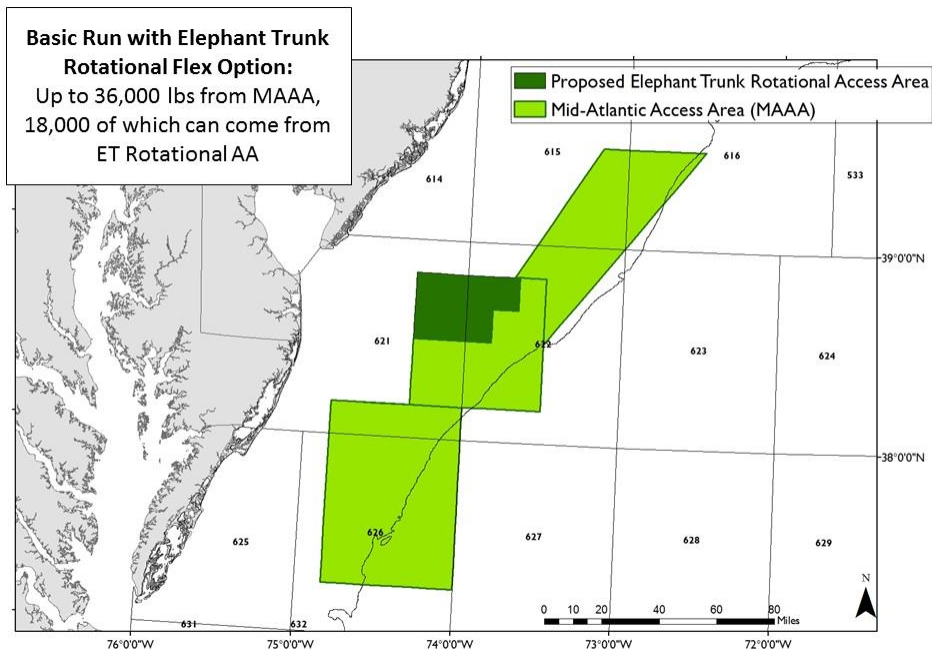 Basic Run with Elephant Trunk
Rotational Flex Option:
Up to 36,000 lbs from MAAA,
18,000 of which can come from
ET Rotational AA
Proposed Elephant Trunk Rotational Access Area
Mid-Atlantic Access Area (MAAA)
615
616
614
533
39°0'0"N
621
622
623
624
38°0'0"N
626
625
627
628
629
N
0 10 20 40 60 80
Miles
631
632
76°0'0"W
75°0'0"W
74°0'0"W
73°0'0"W
72°0'0"W